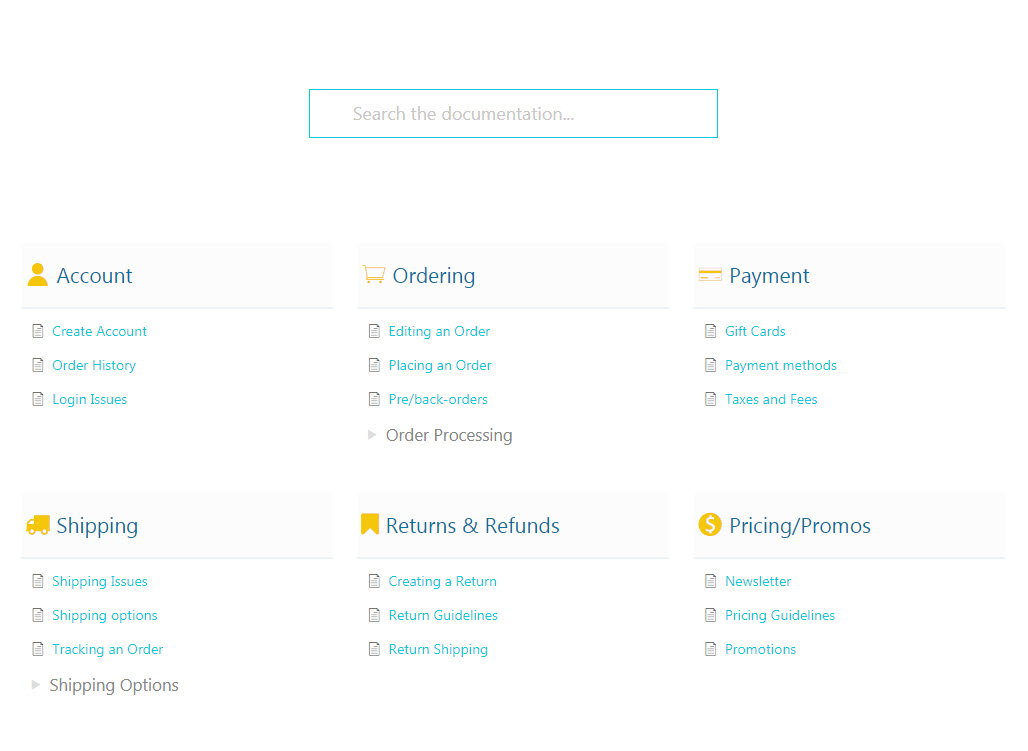 Search the documentation...
Account
Create Account
Order History
Login Issues
Ordering
Editing an Order
Placing an Order
Pre/back-orders
Order Processing
Payment
Gift Cards
Payment methods
Taxes and Fees
Shipping
Shipping Issues
Shipping options
Tracking an Order
Shipping Options
Returns & Refunds
Creating a Return
Return Guidelines
Return Shipping
Pricing/Promos
Newsletter
Pricing Guidelines
Promotions